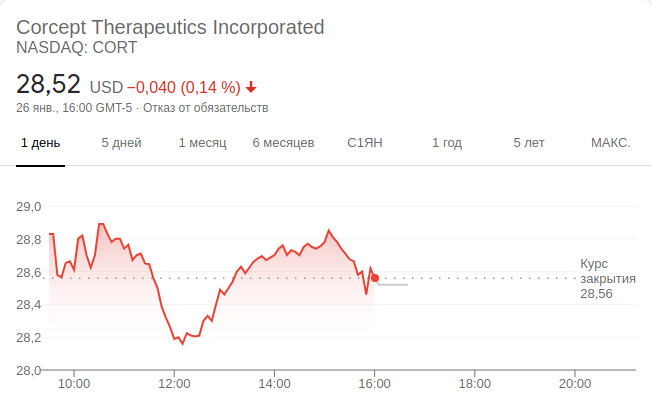 Corcept Therapeutics Incorporated
NASDAQ: CORT
28,52 USD −0,040 (0,14 %)
26 янв., 16:00 GMT-5 · Отказ от обязательств
1 день 5 дней 1 месяц 6 месяцев С1ЯН 1 год 5 лет МАКС.
29,0
28,8
28,6
28,4
28,2
28,0
Курс
закрытия
28,56
10:00 12:00 14:00 16:00 18:00 20:00